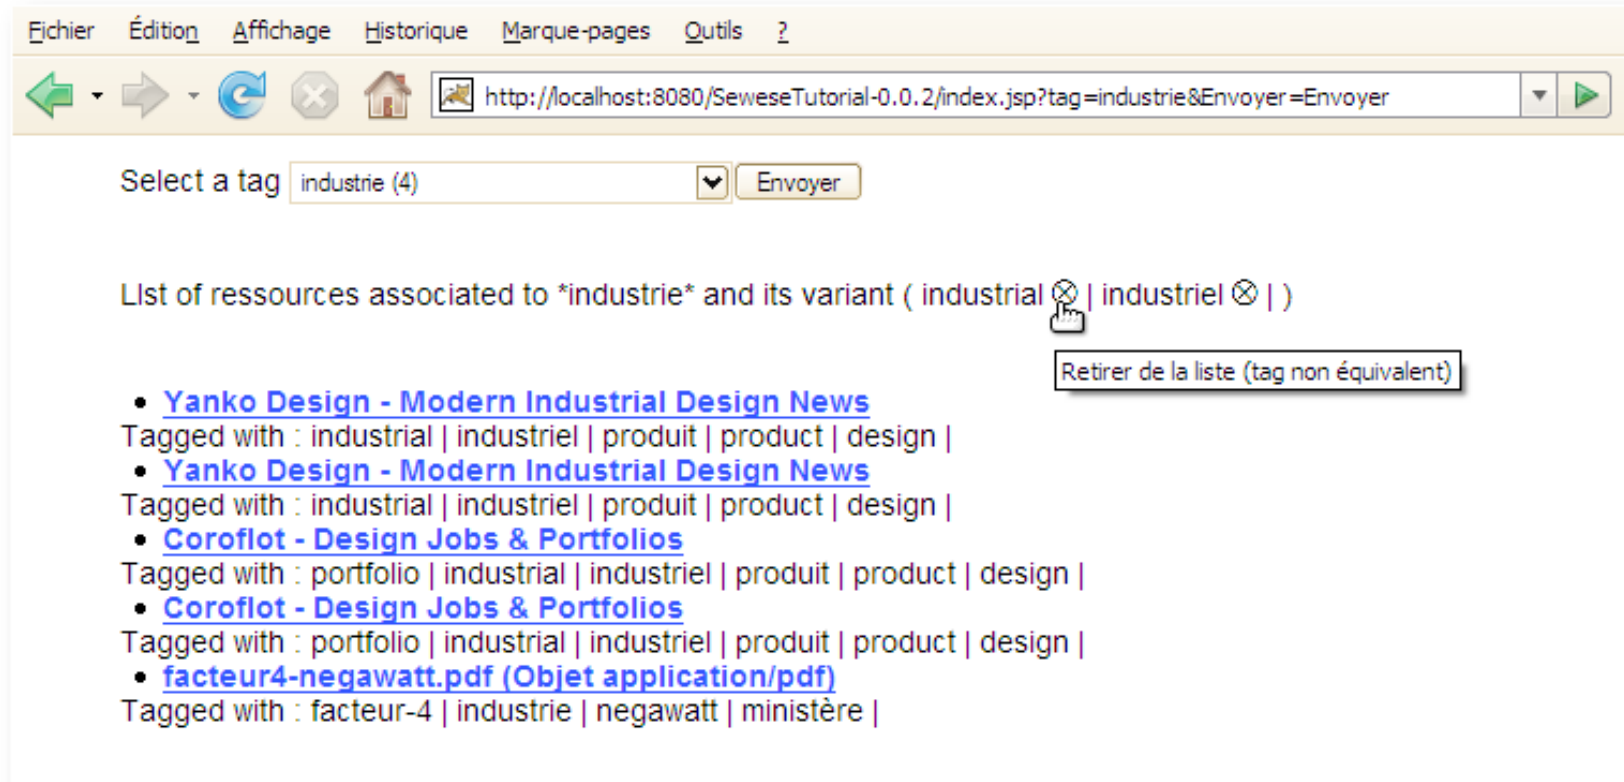 Fichier Édition Affichage Historique Marque-pages Outils ?
http://localhost:8080/SeweseTutorial-0.0.2/index.jsp?tag=industrie&Envoyer=Envoyer
Select a tag industrie (4) Envoyer
LIst of ressources associated to *industrie* and its variant ( industrial ⊗ | industriel ⊗ | )
Retirer de la liste (tag non équivalent)
• Yanko Design - Modern Industrial Design News
Tagged with : industrial | industriel | produit | product | design |
• Yanko Design - Modern Industrial Design News
Tagged with : industrial | industriel | produit | product | design |
• Coroflot - Design Jobs & Portfolios
Tagged with : portfolio | industrial | industriel | produit | product | design |
• Coroflot - Design Jobs & Portfolios
Tagged with : portfolio | industrial | industriel | produit | product | design |
• facteur4-negawatt.pdf (Objet application/pdf)
Tagged with : facteur-4 | industrie | negawatt | ministère |